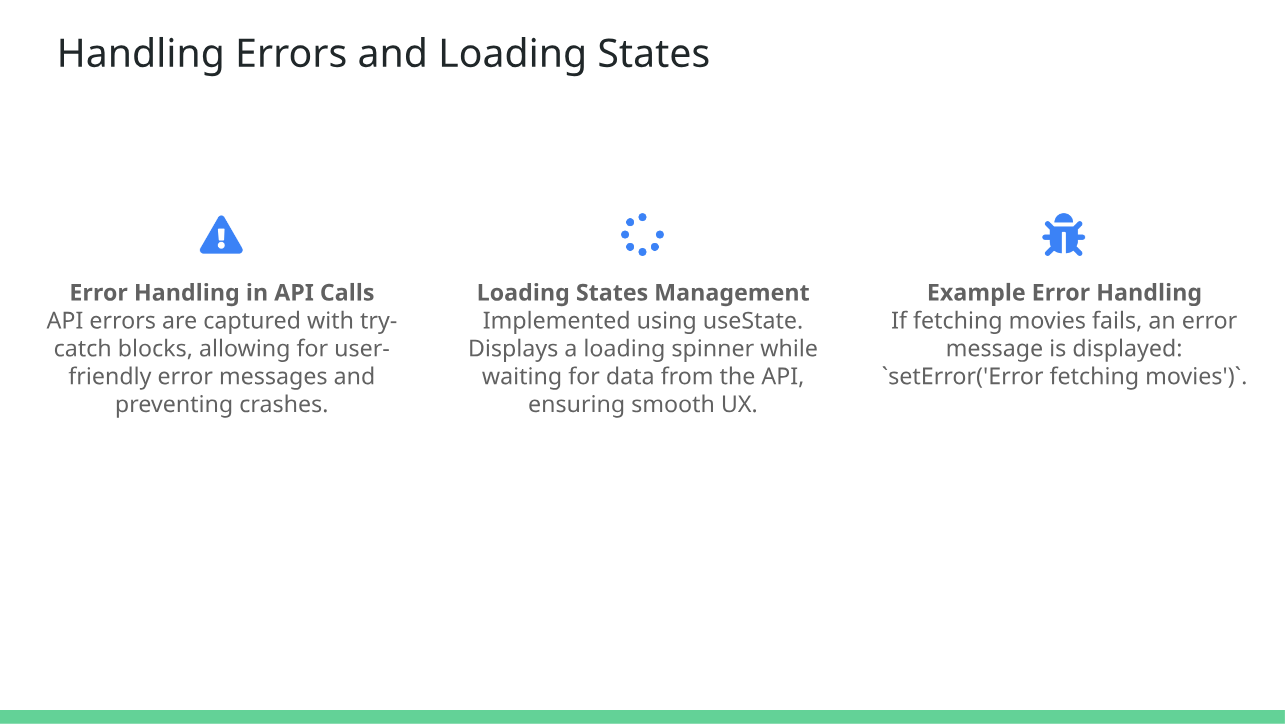 Handling Errors and Loading States
Error Handling in API Calls
API errors are captured with try-
catch blocks, allowing for user-
friendly error messages and
preventing crashes.
Loading States Management
Implemented using useState.
Displays a loading spinner while
waiting for data from the API,
ensuring smooth UX.
Example Error Handling
If fetching movies fails, an error
message is displayed:
`setError('Error fetching movies')`.